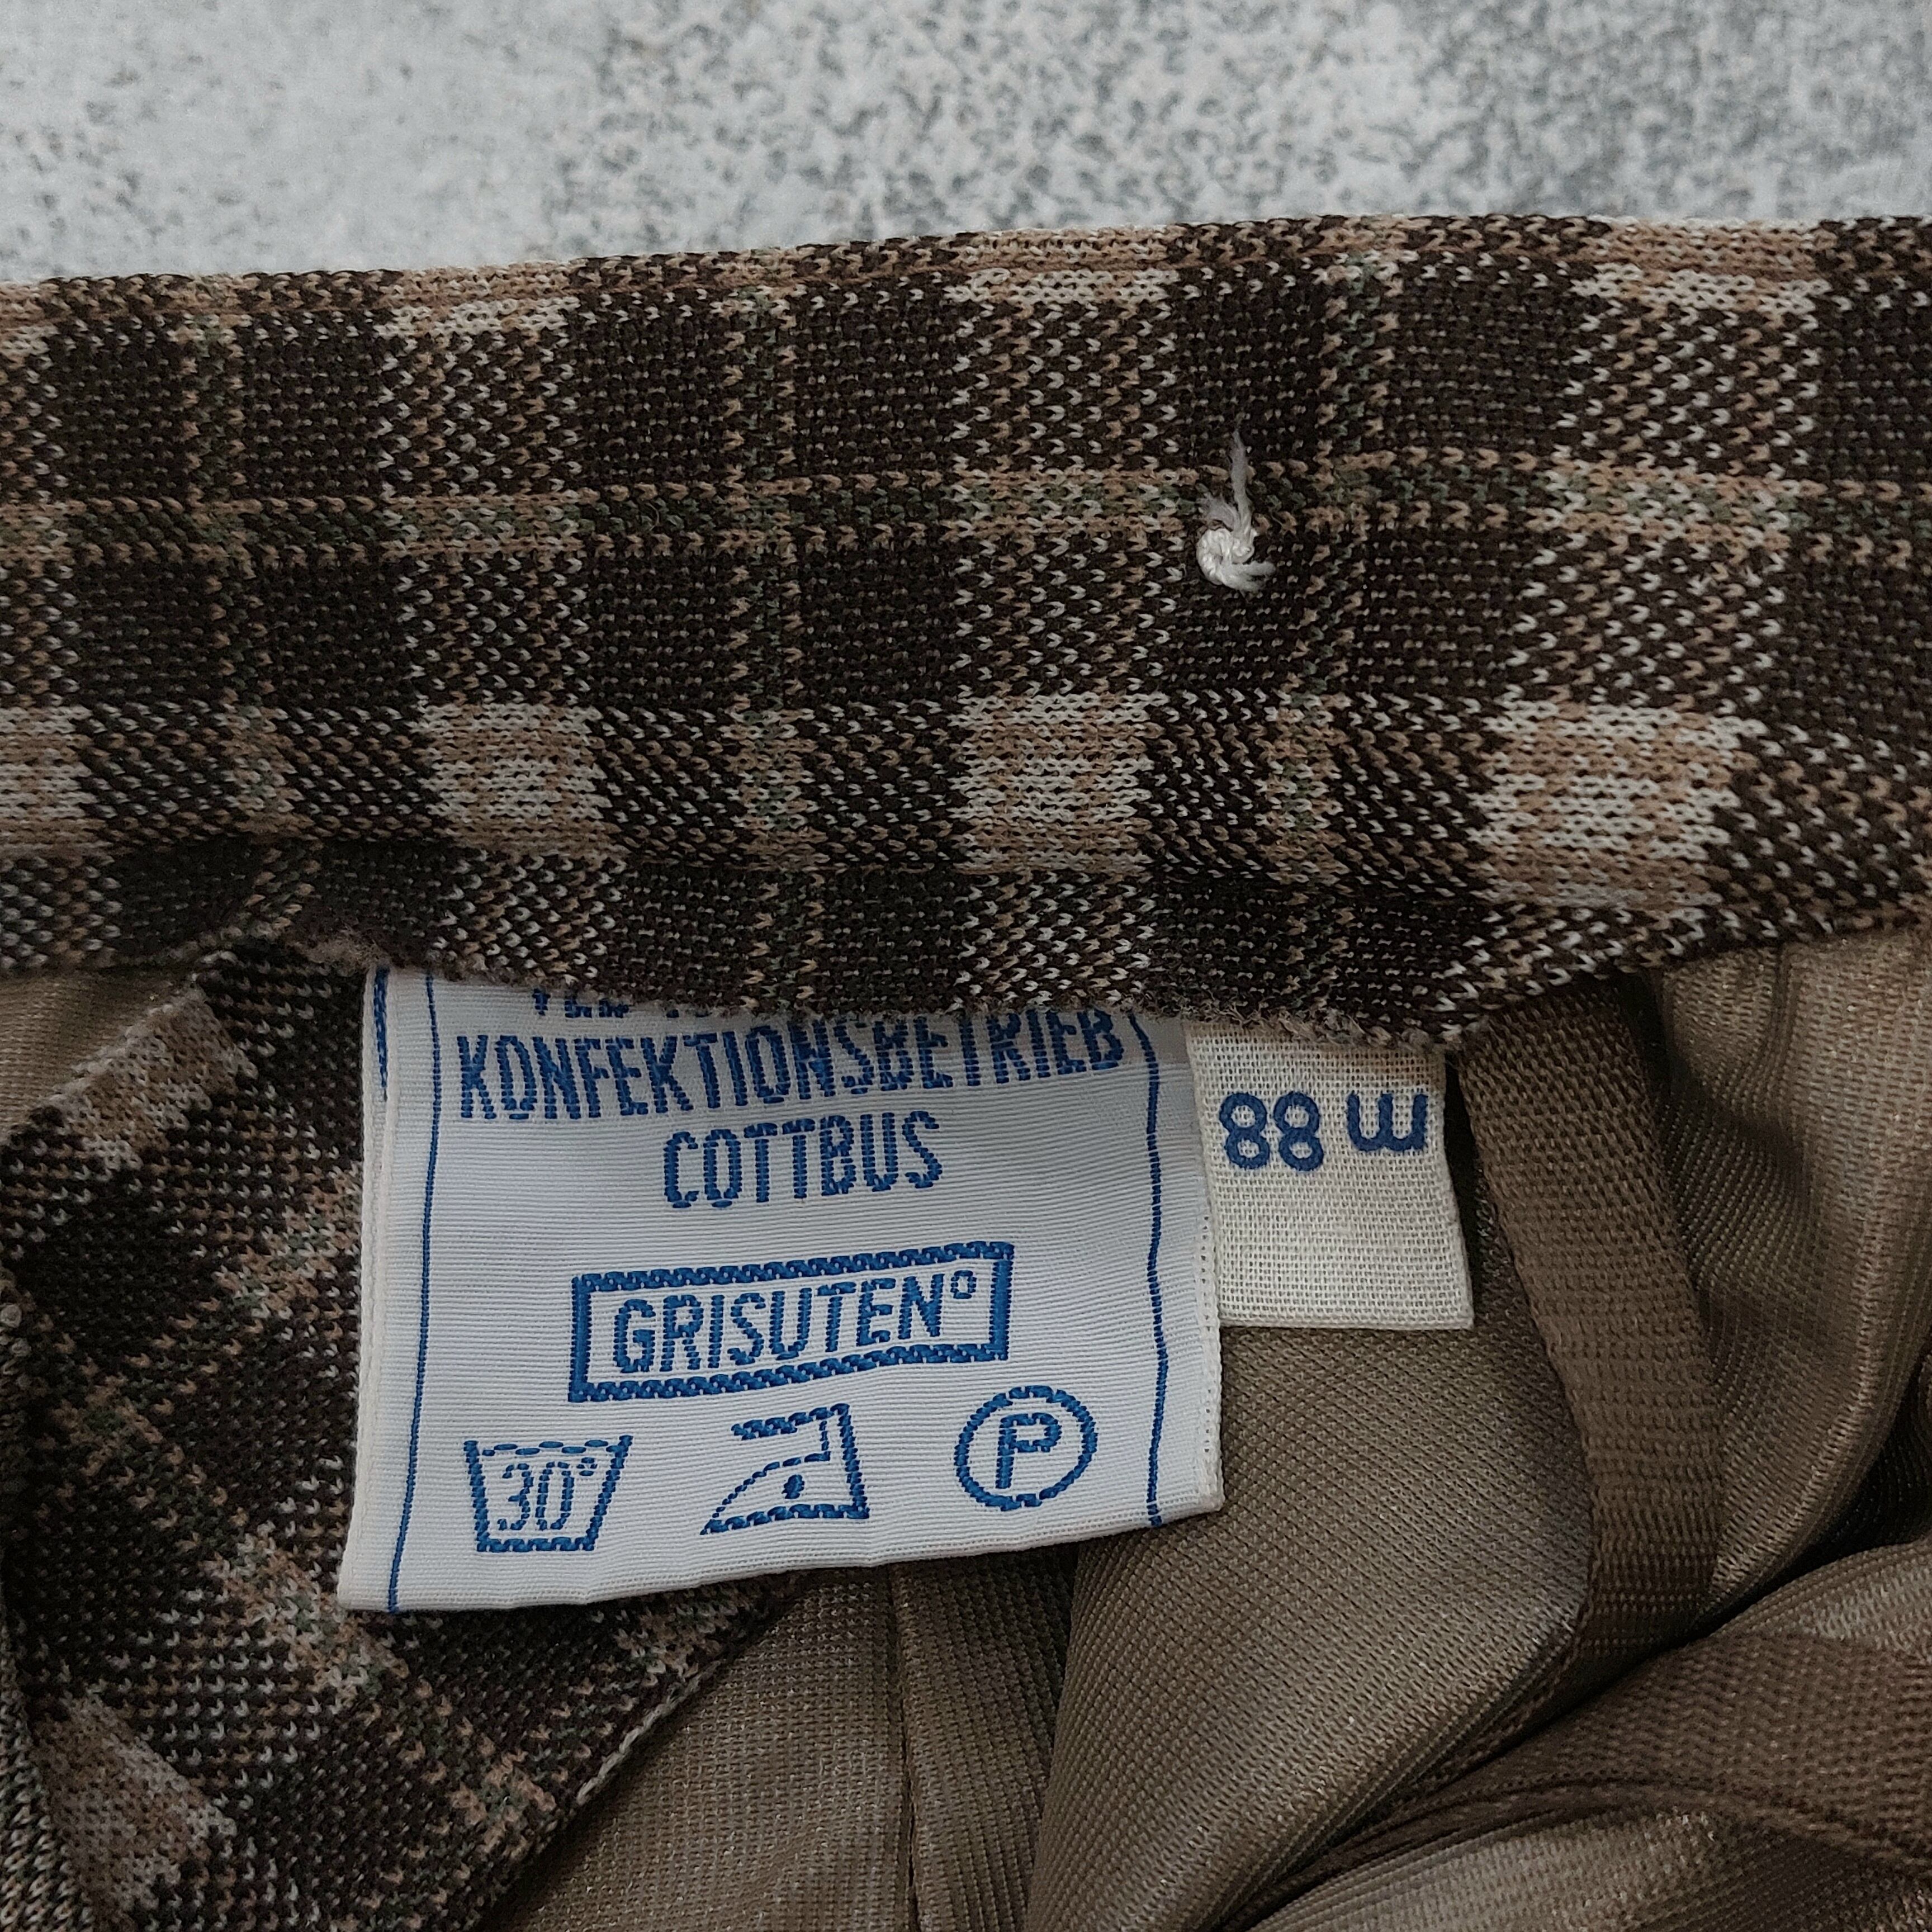 KONFEKTIONSBETRIEB
COTTBUS
GRISUTEN°
30°
P
m 88